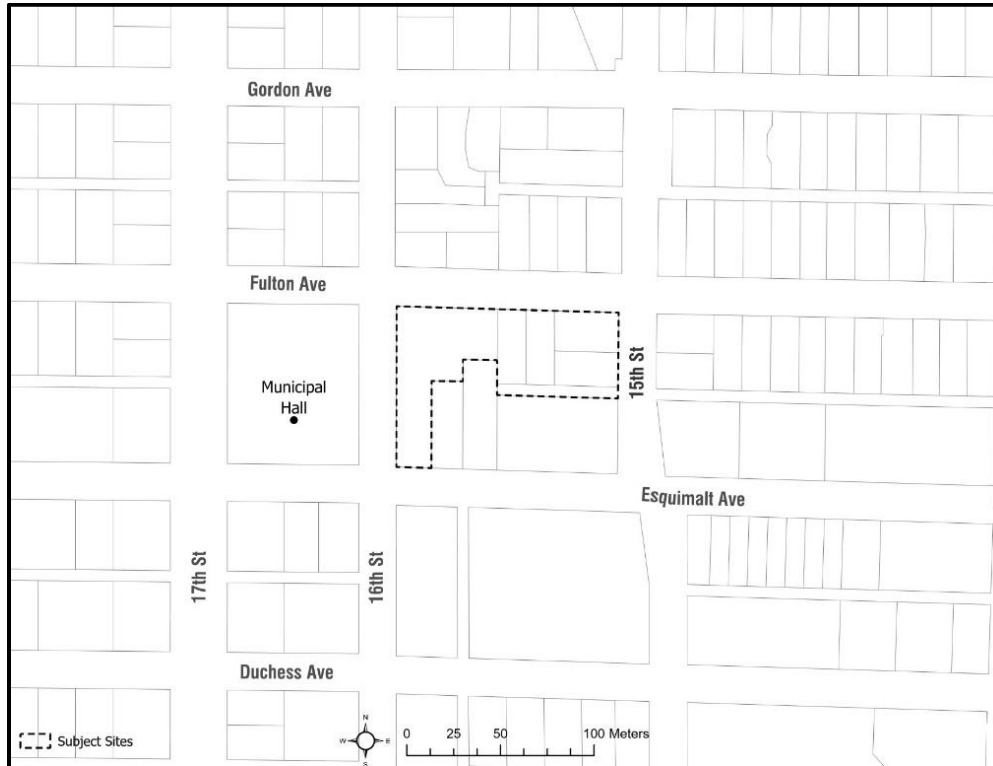 Gordon Ave
Fulton Ave
Municipal
Hall
15th St
Esquimalt Ave
17th St
16th St
Duchess Ave
Subject Sites
N
W
E
S
0 25 50 100 Meters